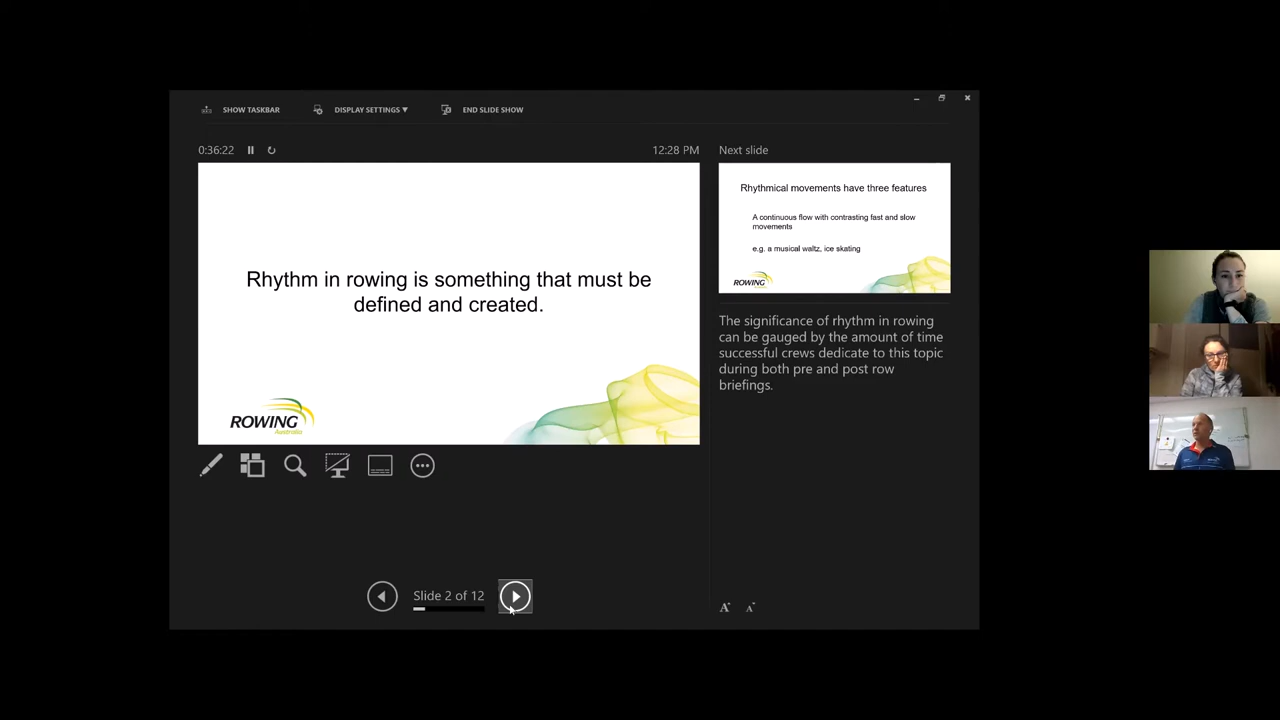 SHOW TASKBAR
DISPLAY SETTINGS ▼
END SLIDE SHOW
0:36:22
12:28 PM
Rhythm in rowing is something that must be
defined and created.
ROWING
Australia
Slide 2 of 12
Next slide
Rhythmical movements have three features
A continuous flow with contrasting fast and slow
movements
e.g. a musical waltz, ice skating
ROWING
The significance of rhythm in rowing
can be gauged by the amount of time
successful crews dedicate to this topic
during both pre and post row
briefings.
A A